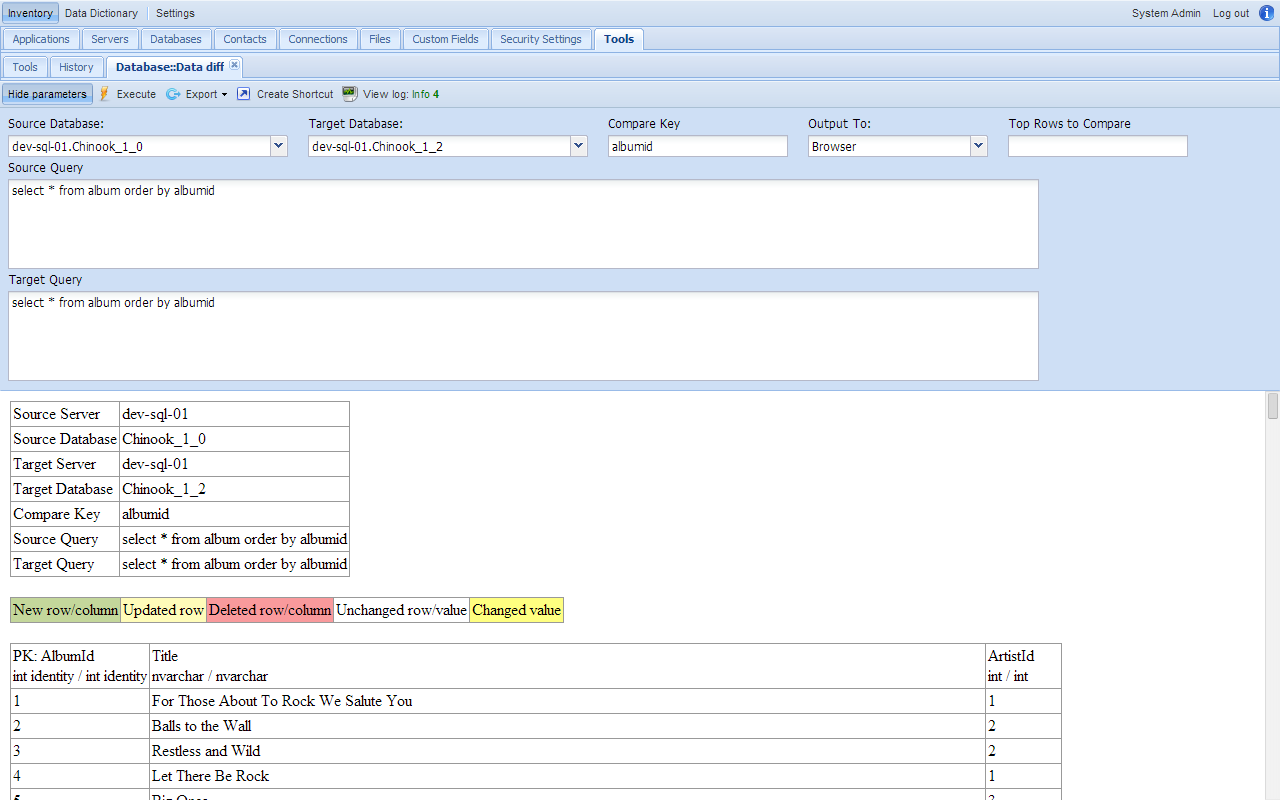 Inventory Data Dictionary Settings System Admin Log out
Applications Servers Databases Contacts Connections Files Custom Fields Security Settings Tools
Tools History Database::Data diff
Hide parameters Execute Export Create Shortcut View log: Info 4
Source Database: Target Database: Compare Key Output To: Top Rows to Compare
dev-sql-01.Chinook_1_0 dev-sql-01.Chinook_1_2 albumid Browser
Source Query
select * from album order by albumid
Target Query
select * from album order by albumid
Source Server dev-sql-01
Source Database Chinook_1_0
Target Server dev-sql-01
Target Database Chinook_1_2
Compare Key albumid
Source Query select * from album order by albumid
Target Query select * from album order by albumid
New row/column Updated row Deleted row/column Unchanged row/value Changed value
PK: AlbumId Title ArtistId
int identity / int identity nvarchar / nvarchar int / int
1 For Those About To Rock We Salute You 1
2 Balls to the Wall 2
3 Restless and Wild 2
4 Let There Be Rock 1